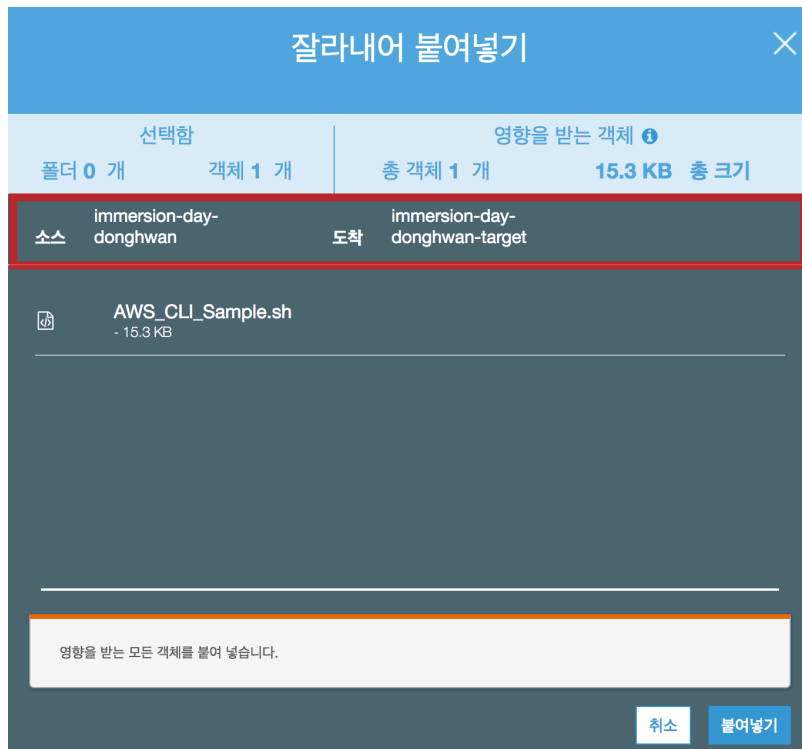 잘라내어 붙여넣기
선택함
영향을 받는 객체
폴더 0 개 객체 1 개
총 객체 1 개 15.3 KB 총 크기
소스
immersion-day-
donghwan
도착
immersion-day-
donghwan-target
AWS_CLI_Sample.sh
- 15.3 KB
영향을 받는 모든 객체를 붙여 넣습니다.
취소
붙여넣기